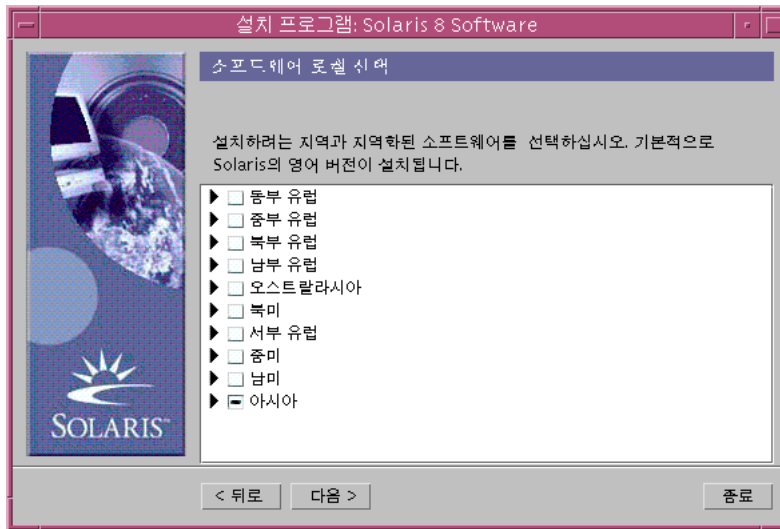 설치 프로그램: Solaris 8 Software
소프트웨어 로켈 선택
설치하려는 지역과 지역화된 소프트웨어를 선택하십시오. 기본적으로
Solaris의 영어 버전이 설치됩니다.
동부 유럽
중부 유럽
북부 유럽
남부 유럽
오스트랄라시아
북미
서부 유럽
중미
남미
아시아
SOLARIS™
< 뒤로
다음 >
종료